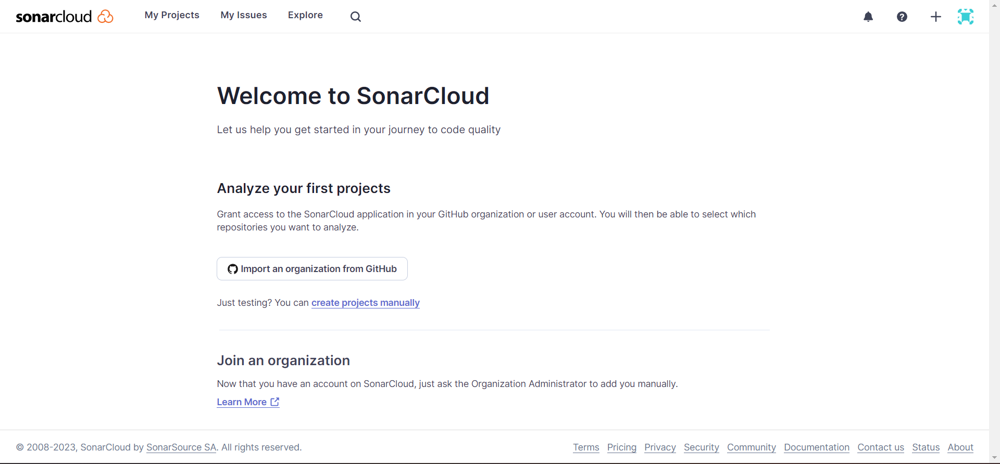 sonarcloud My Projects My Issues Explore
Welcome to SonarCloud
Let us help you get started in your journey to code quality
Analyze your first projects
Grant access to the SonarCloud application in your GitHub organization or user account. You will then be able to select which
repositories you want to analyze.
Import an organization from GitHub
Just testing? You can create projects manually
Join an organization
Now that you have an account on SonarCloud, just ask the Organization Administrator to add you manually.
Learn More
© 2008-2023, SonarCloud by SonarSource SA. All rights reserved. Terms Pricing Privacy Security Community Documentation Contact us Status About